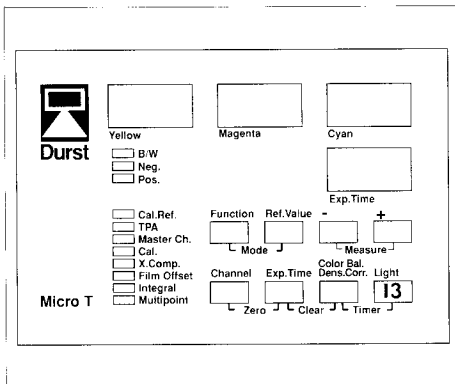 Durst
Yellow
Magenta
Cyan
B/W
Neg.
Pos.
Exp.Time
Cal.Ref.
TPA
Master Ch.
Cal.
X.Comp.
Film Offset
Integral
Multipoint
Function Ref.Value - +
Mode
Measure
Channel Exp.Time Color Bal. Dens.Corr. Light
13
Zero Clear Timer
Micro T